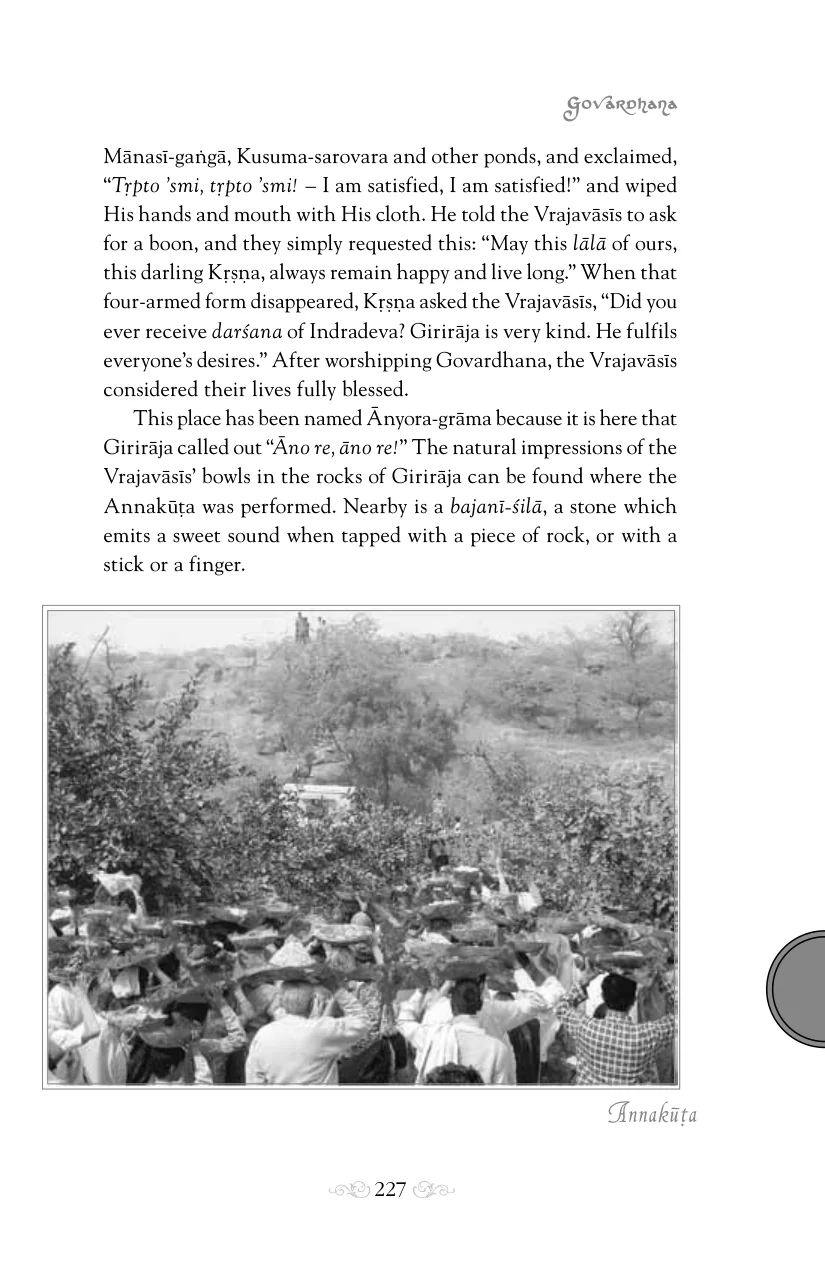 Govardhana
Mānasī-gaṅgā, Kusuma-sarovara and other ponds, and exclaimed,
“Tṛpto ’smi, tṛpto ’smi! – I am satisfied, I am satisfied!” and wiped
His hands and mouth with His cloth. He told the Vrajavāsīs to ask
for a boon, and they simply requested this: “May this lālā of ours,
this darling Kṛṣṇa, always remain happy and live long.” When that
four-armed form disappeared, Kṛṣṇa asked the Vrajavāsīs, “Did you
ever receive darśana of Indradeva? Girirāja is very kind. He fulfils
everyone’s desires.” After worshipping Govardhana, the Vrajavāsīs
considered their lives fully blessed.
This place has been named Ānyora-grāma because it is here that
Girirāja called out “Āno re, āno re!” The natural impressions of the
Vrajavāsīs’ bowls in the rocks of Girirāja can be found where the
Annakūṭa was performed. Nearby is a bajanī-śilā, a stone which
emits a sweet sound when tapped with a piece of rock, or with a
stick or a finger.
Annakūṭa
227